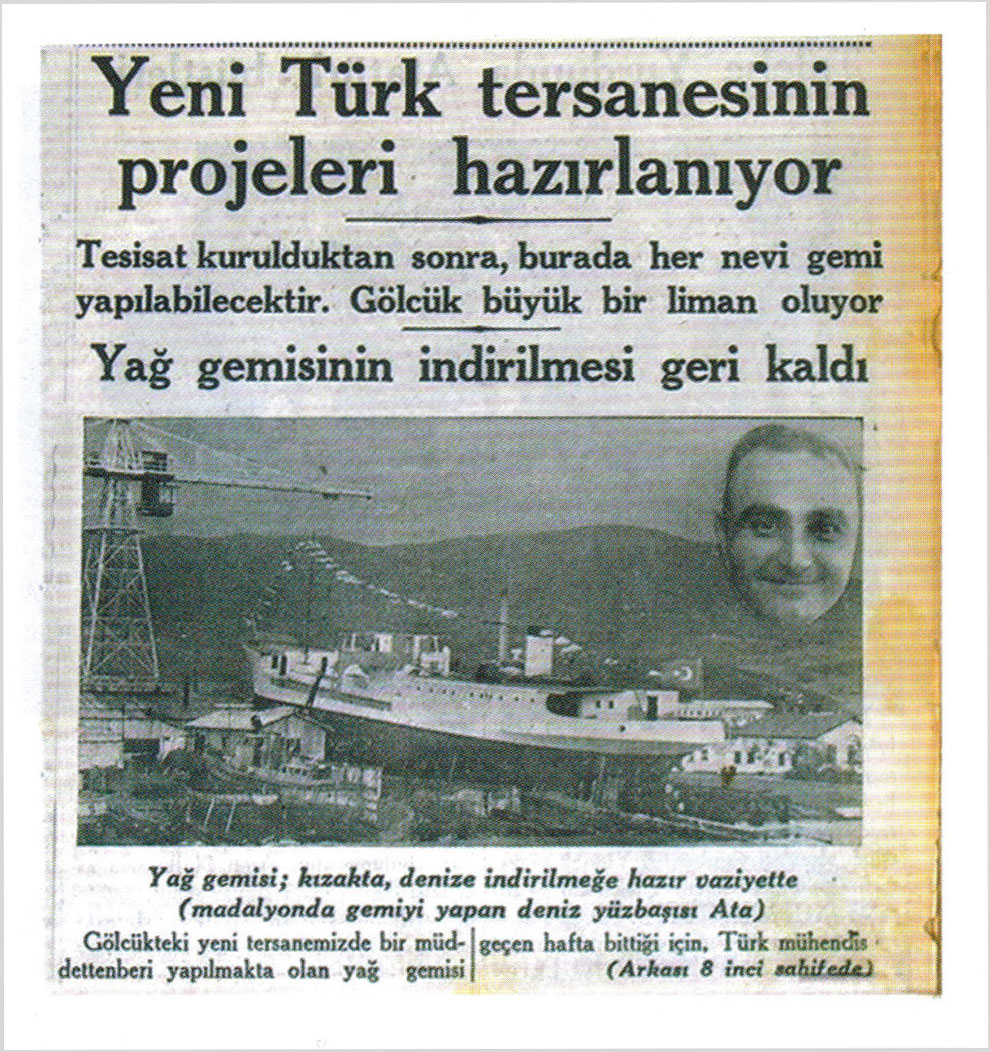 Yeni Türk tersanesinin
projeleri hazırlanıyor
Tesisat kurulduktan sonra, burada her nevi gemi
yapılabilecektir. Gölcük büyük bir liman oluyor
Yağ gemisinin indirilmesi geri kaldı
Yağ gemisi; kızakta, denize indirilmeğe hazır vaziyette
(madalyonda gemiyi yapan deniz yüzbaşısı Ata)
Gölcükteki yeni tersanemizde bir müd-
dettenberi yapılmakta olan yağ gemisi
geçen hafta bittiği için, Türk mühendis
(Arkası 8 inci sahifede)